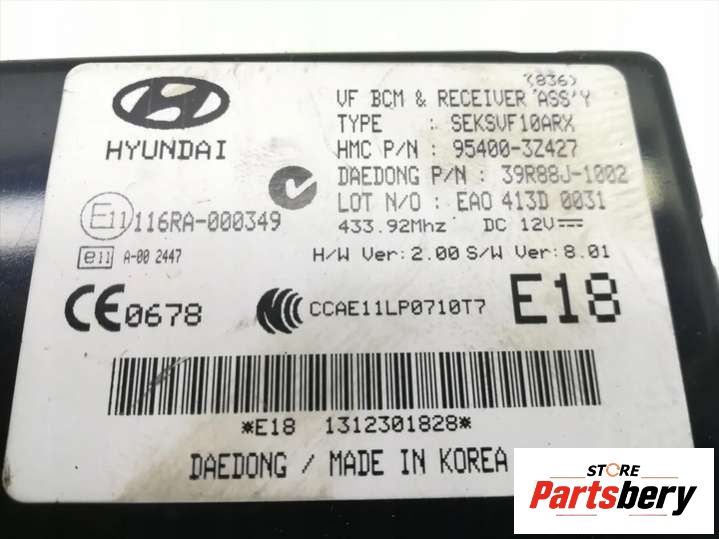 (836)
VF BCM & RECEIVER ASS'Y
TYPE : SEKSVF10ARX
HYUNDAI
HMC P/N : 95400-3Z427
DAEDONG P/N : 39R88J-1002
LOT N/O : EAO 413D 0031
E11 116RA-000349
433.92Mhz DC 12V
e11 A-00 2447
H/W Ver: 2.00 S/W Ver: 8.01
CE 0678
CCAE11LP0710T7
E18
*E18 1312301828*
DAEDONG / MADE IN KOREA
STORE
Partsbery